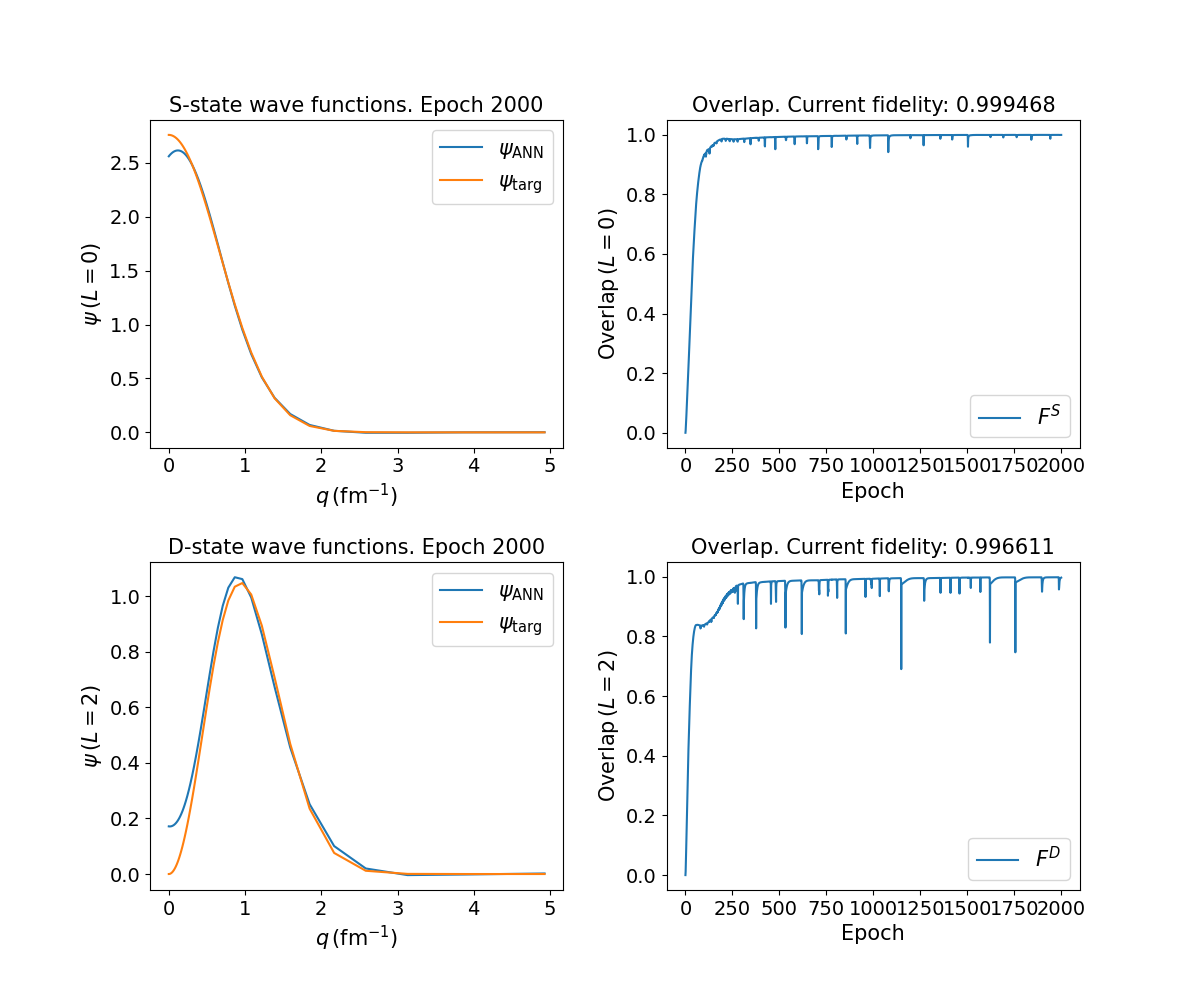 S-state wave functions. Epoch 2000
ψ (L = 0)
2.5
2.0
1.5
1.0
0.5
0.0
ψ_ANN
ψ_targ
0 1 2 3 4 5
q (fm⁻¹)
Overlap. Current fidelity: 0.999468
Overlap (L = 0)
1.0
0.8
0.6
0.4
0.2
0.0
F^S
0 250 500 750 1000 1250 1500 1750 2000
Epoch
D-state wave functions. Epoch 2000
ψ (L = 2)
1.0
0.8
0.6
0.4
0.2
0.0
ψ_ANN
ψ_targ
0 1 2 3 4 5
q (fm⁻¹)
Overlap. Current fidelity: 0.996611
Overlap (L = 2)
1.0
0.8
0.6
0.4
0.2
0.0
F^D
0 250 500 750 1000 1250 1500 1750 2000
Epoch